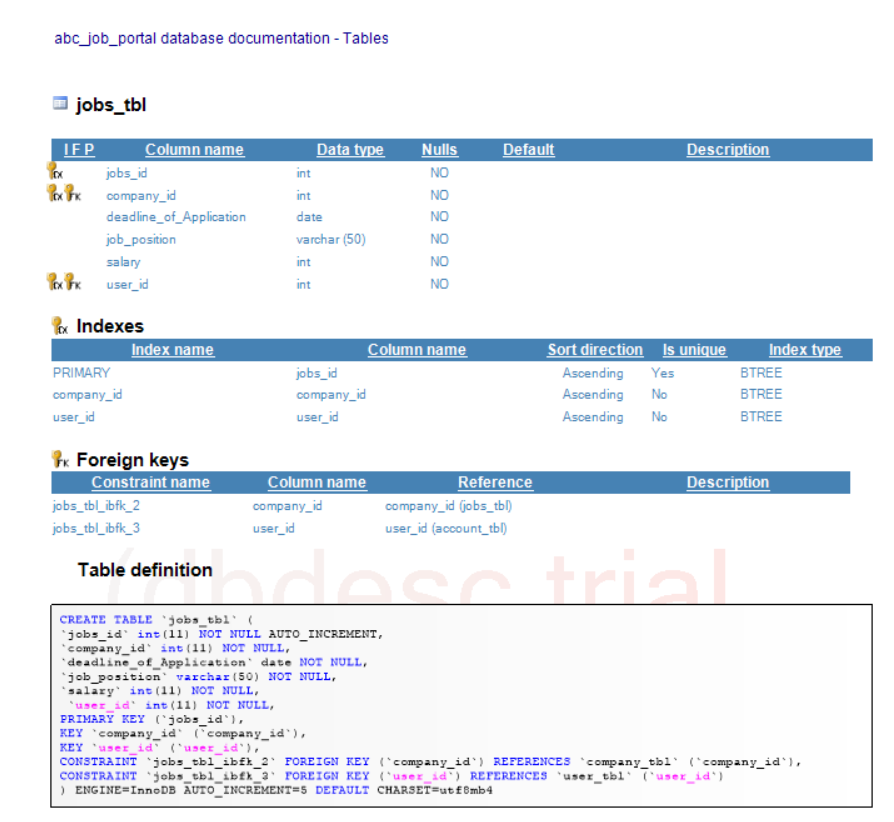 abc_job_portal database documentation - Tables
jobs_tbl
I F P Column name Data type Nulls Default Description
IX jobs_id int NO
IX FK company_id int NO
deadline_of_Application date NO
job_position varchar (50) NO
salary int NO
IX FK user_id int NO
IX Indexes
Index name Column name Sort direction Is unique Index type
PRIMARY jobs_id Ascending Yes BTREE
company_id company_id Ascending No BTREE
user_id user_id Ascending No BTREE
FK Foreign keys
Constraint name Column name Reference Description
jobs_tbl_ibfk_2 company_id company_id (jobs_tbl)
jobs_tbl_ibfk_3 user_id user_id (account_tbl)
Table definition
(dbdesc trial
CREATE TABLE `jobs_tbl` (
`jobs_id` int(11) NOT NULL AUTO_INCREMENT,
`company_id` int(11) NOT NULL,
`deadline_of_Application` date NOT NULL,
`job_position` varchar(50) NOT NULL,
`salary` int(11) NOT NULL,
`user_id` int(11) NOT NULL,
PRIMARY KEY (`jobs_id`),
KEY `company_id` (`company_id`),
KEY `user_id` (`user_id`),
CONSTRAINT `jobs_tbl_ibfk_2` FOREIGN KEY (`company_id`) REFERENCES `company_tbl` (`company_id`),
CONSTRAINT `jobs_tbl_ibfk_3` FOREIGN KEY (`user_id`) REFERENCES `user_tbl` (`user_id`)
) ENGINE=InnoDB AUTO_INCREMENT=5 DEFAULT CHARSET=utf8mb4